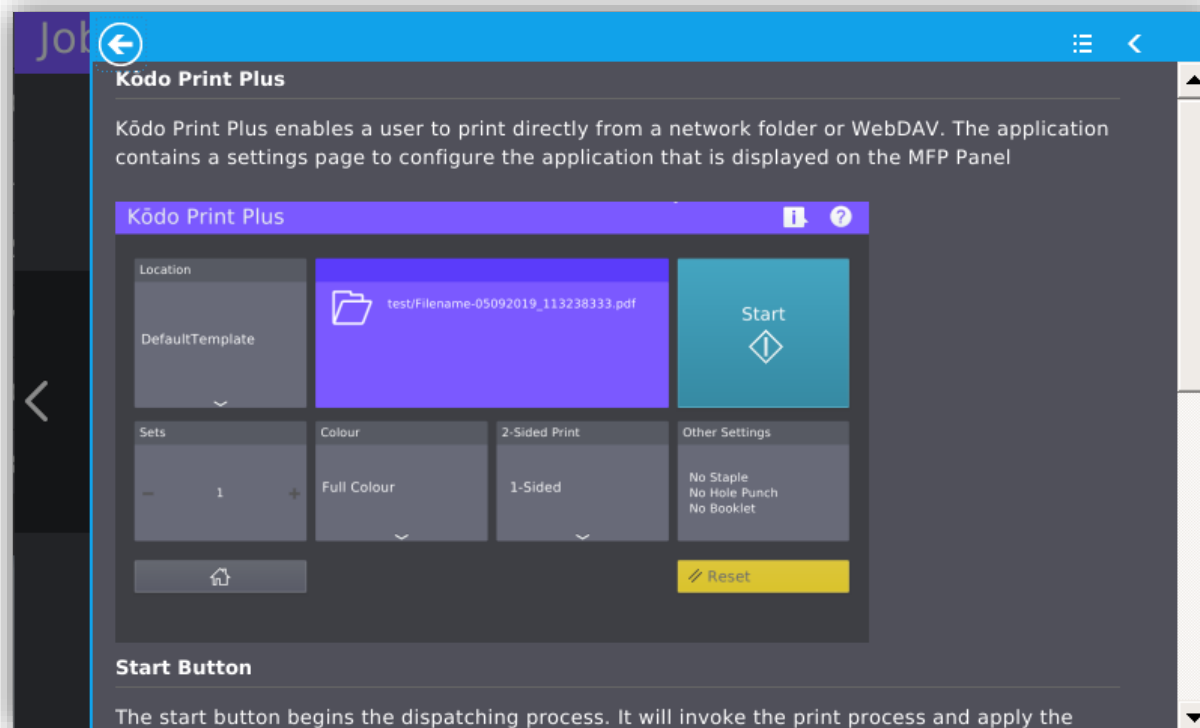 Job
Kōdo Print Plus
Kōdo Print Plus enables a user to print directly from a network folder or WebDAV. The application
contains a settings page to configure the application that is displayed on the MFP Panel
Kōdo Print Plus
Location
test/Filename-05092019_113238333.pdf
Start
DefaultTemplate
Sets
Colour
2-Sided Print
Other Settings
1
Full Colour
1-Sided
No Staple
No Hole Punch
No Booklet
Reset
Start Button
The start button begins the dispatching process. It will invoke the print process and apply the